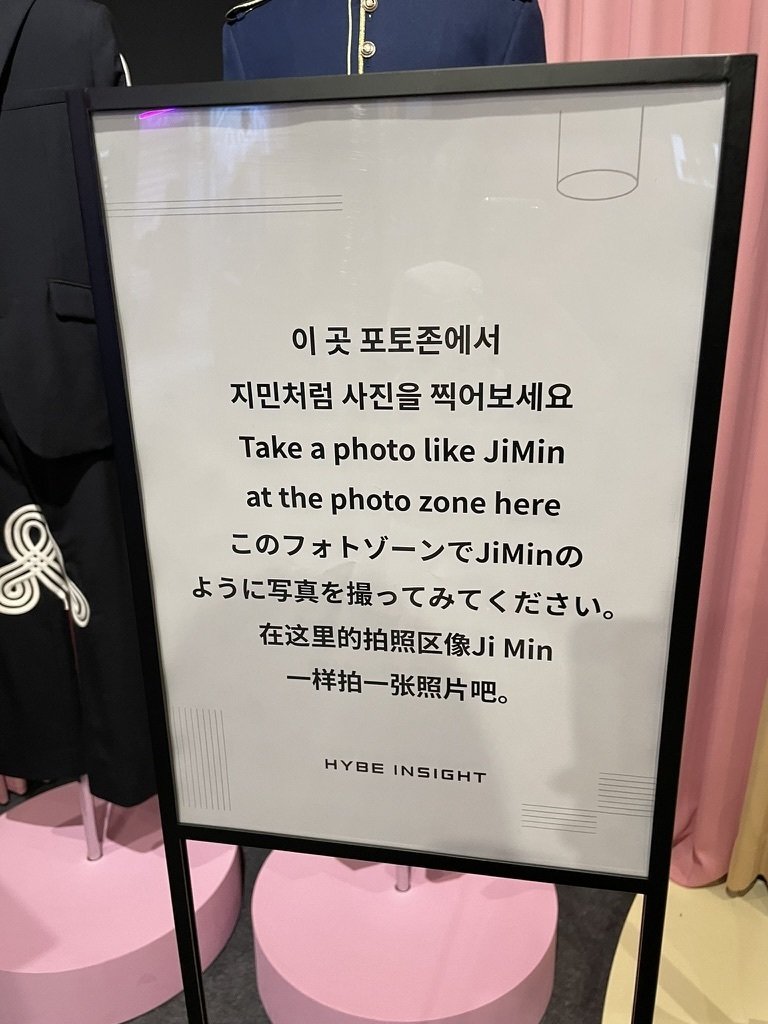 이 곳 포토존에서
지민처럼 사진을 찍어보세요
Take a photo like JiMin
at the photo zone here
このフォトゾーンでJiMinの
ように写真を撮ってみてください。
在这里的拍照区像Ji Min
一样拍一张照片吧。
HYBE INSIGHT